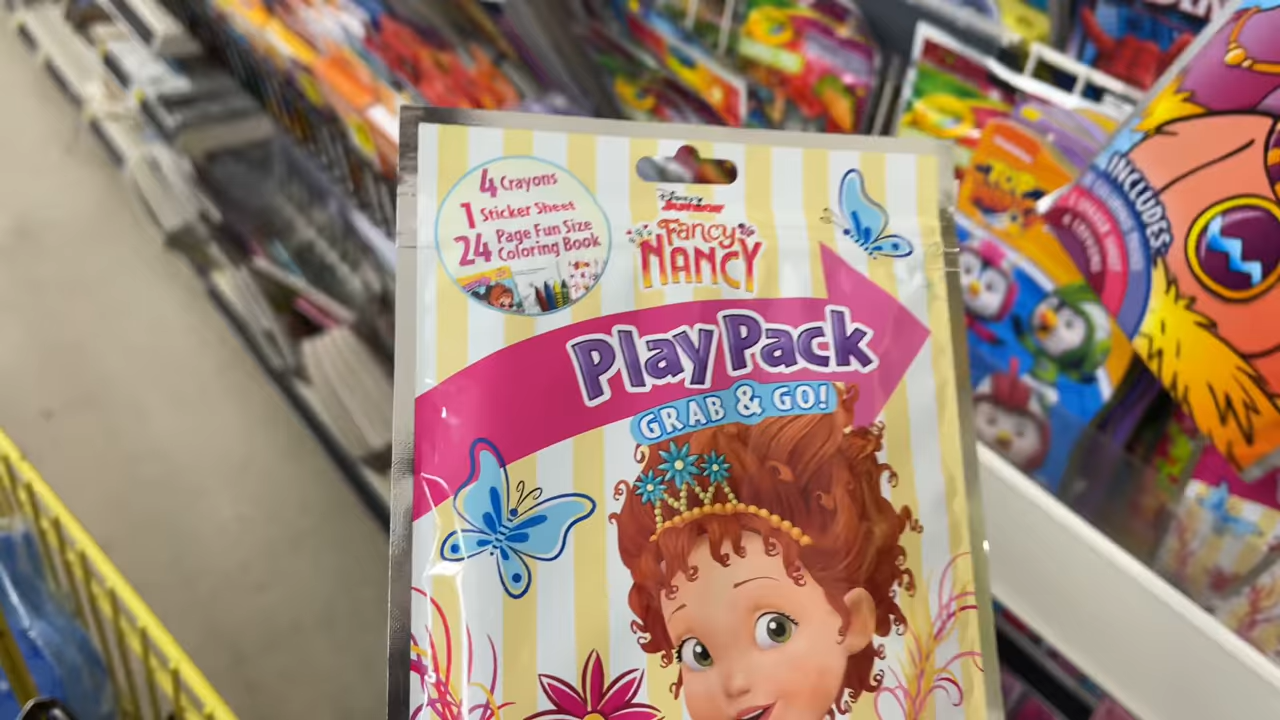 4 Crayons
1 Sticker Sheet
24 Page Fun Size
Coloring Book
Disney Junior
Fancy
NANCY
Play Pack
GRAB & GO!
INCLUDES
TOP